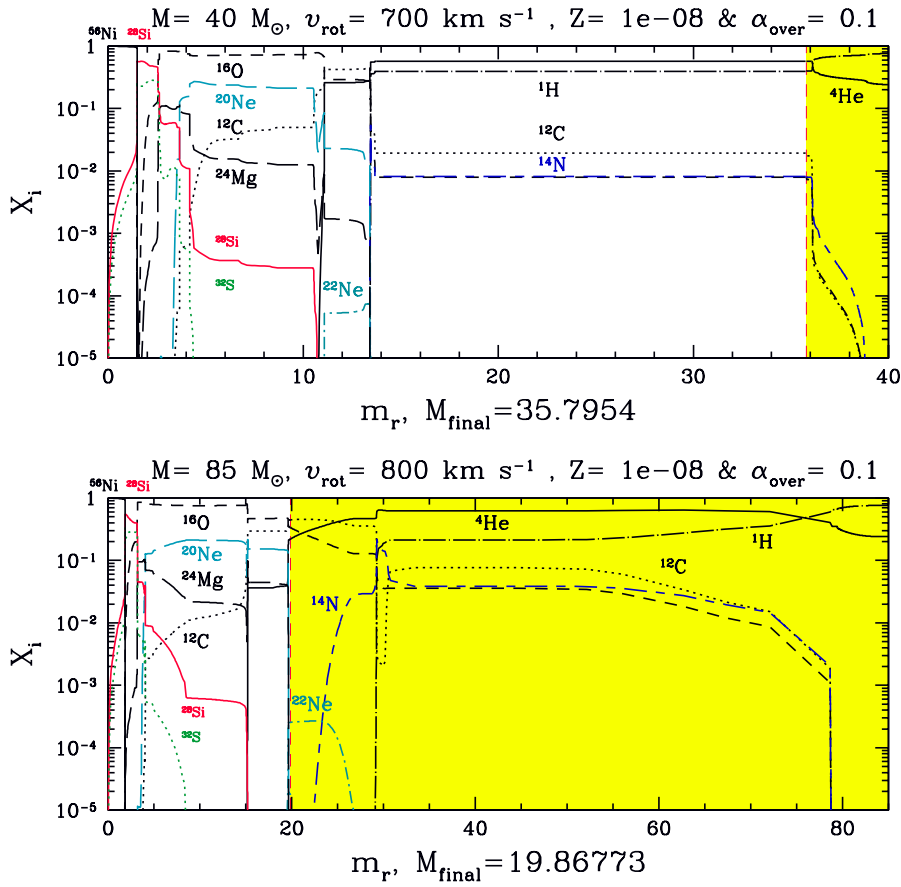 M= 40 M⊙, υrot= 700 km s⁻¹ , Z= 1e-08 & αover= 0.1
⁵⁶Ni ²⁸Si
1
10⁻¹
10⁻²
10⁻³
10⁻⁴
10⁻⁵
Xi
¹⁶O
²⁰Ne
¹²C
²⁴Mg
²⁸Si
³²S
²²Ne
¹H
¹²C
¹⁴N
⁴He
0 10 20 30 40
mr, Mfinal=35.7954
M= 85 M⊙, υrot= 800 km s⁻¹ , Z= 1e-08 & αover= 0.1
⁵⁶Ni ²⁸Si
1
10⁻¹
10⁻²
10⁻³
10⁻⁴
10⁻⁵
Xi
¹⁶O
²⁰Ne
²⁴Mg
¹²C
²⁸Si
³²S
¹⁴N
²²Ne
⁴He
¹H
¹²C
0 20 40 60 80
mr, Mfinal=19.86773